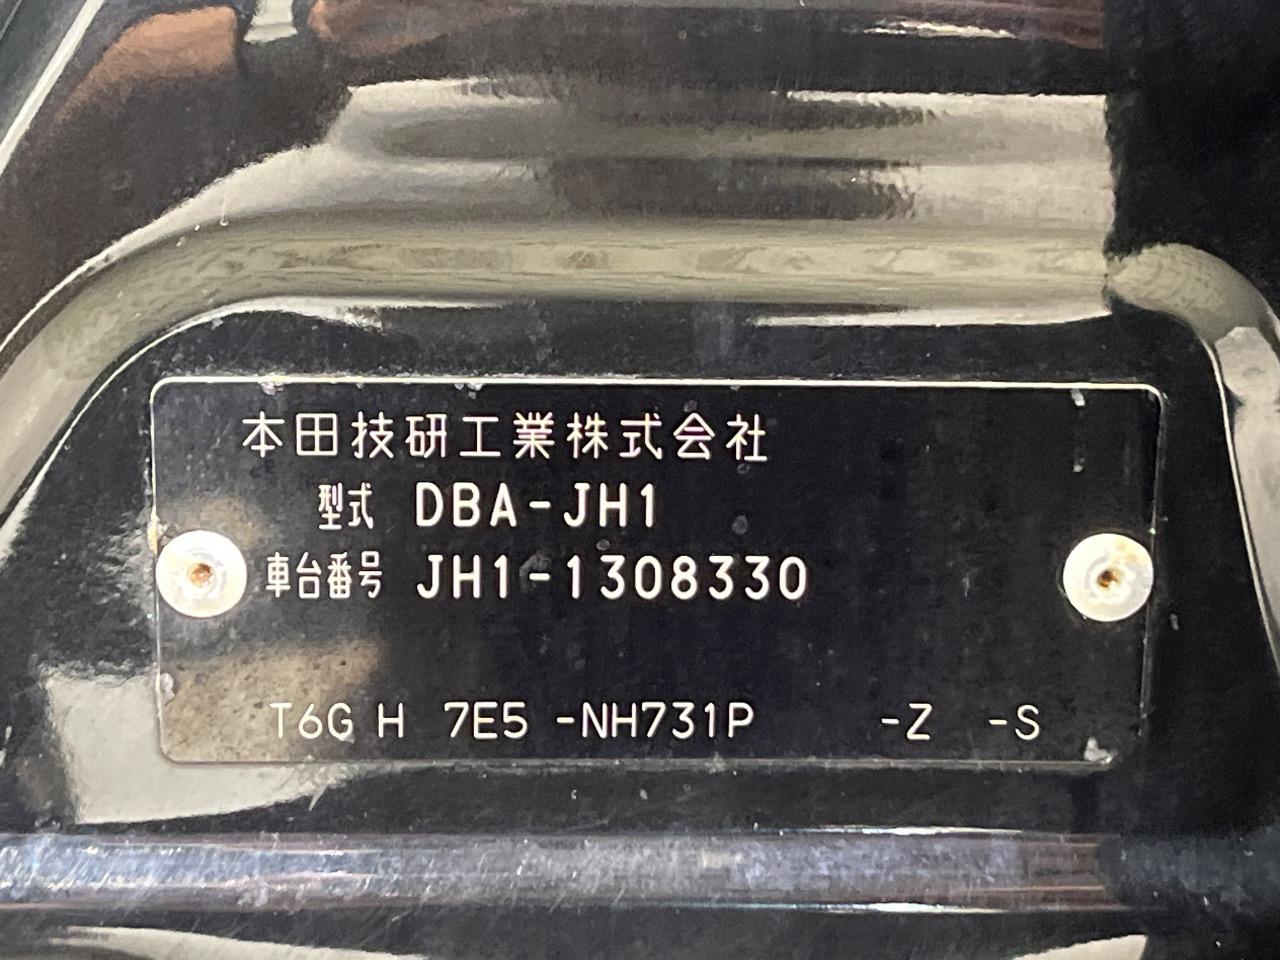 本田技研工業株式会社
型式 DBA-JH1
車台番号 JH1-1308330
T6G H 7E5 -NH731P -Z -S